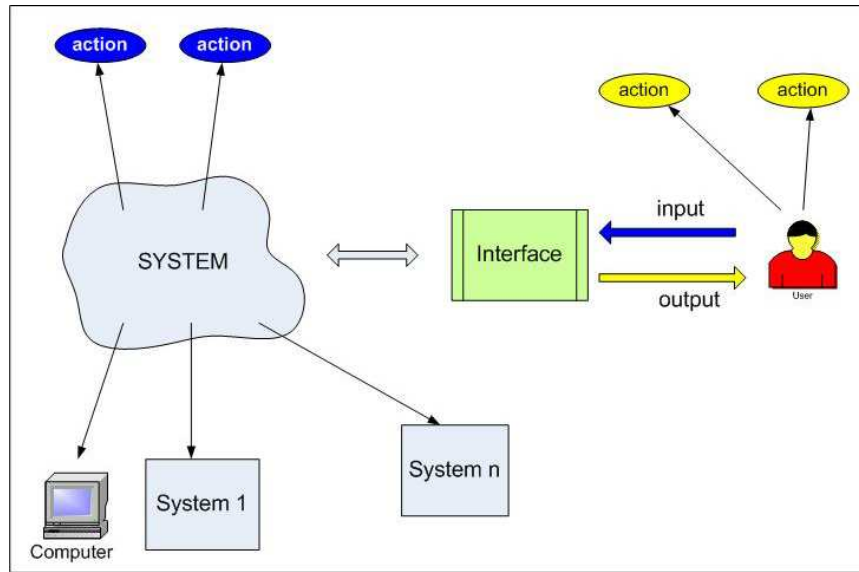 action
action
action
action
input
SYSTEM
Interface
User
output
System n
System 1
Computer